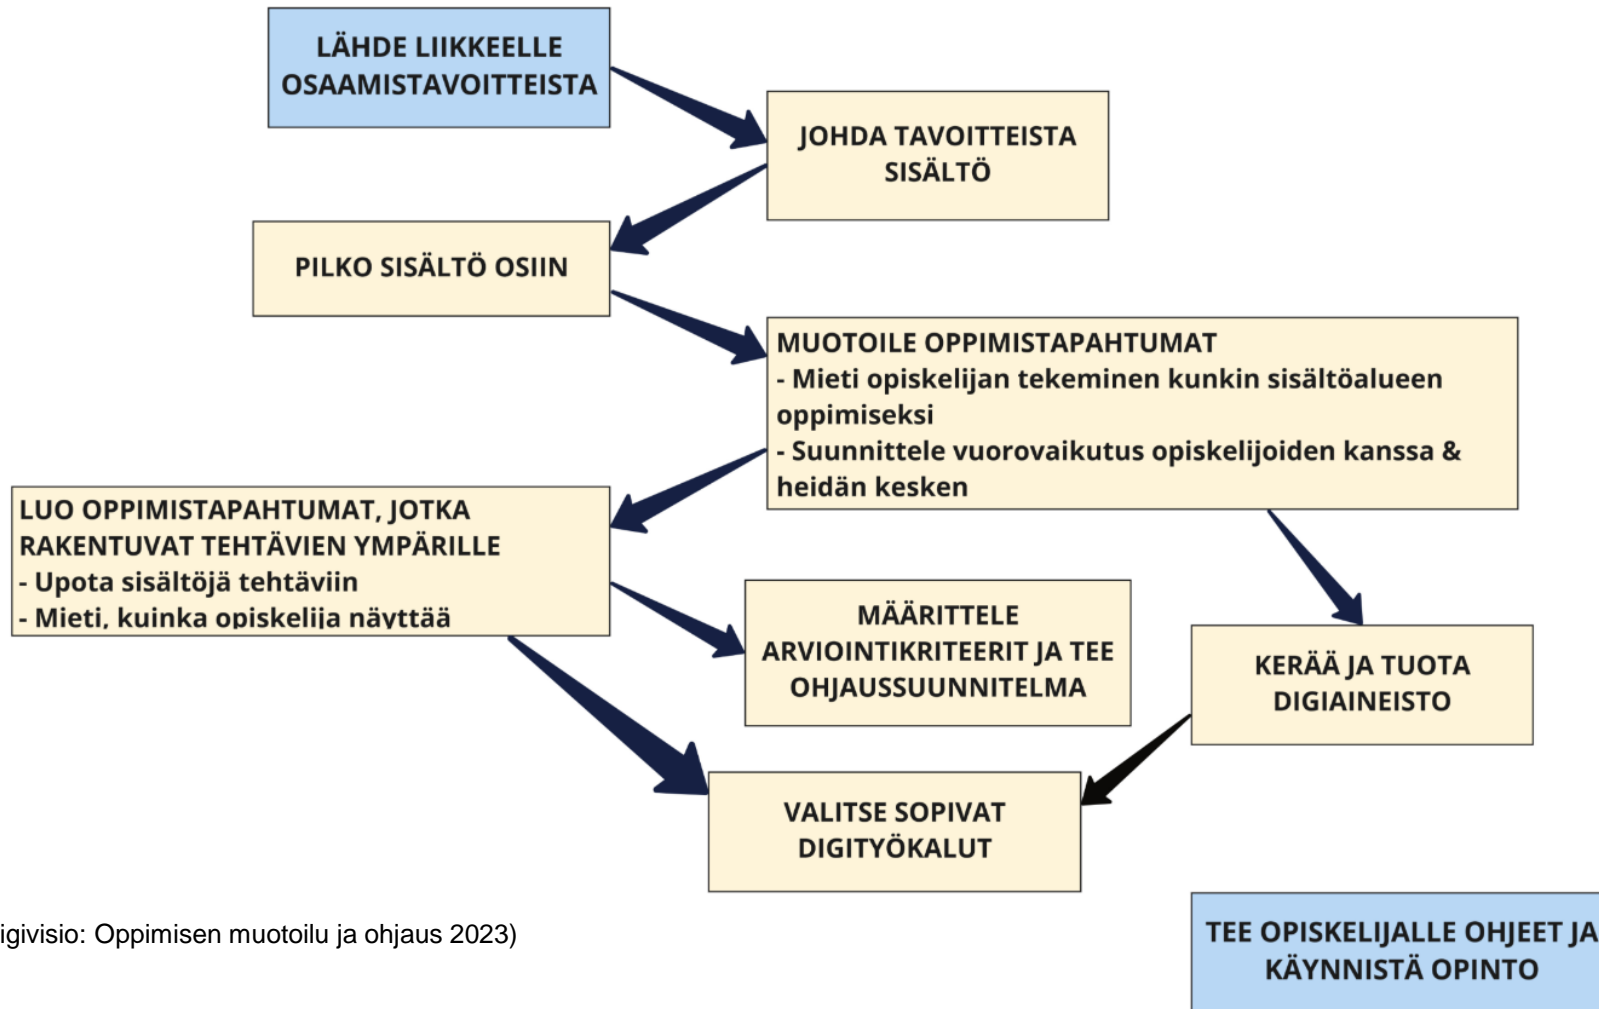 LÄHDE LIIKKEELLE
OSAAMISTAVOITTEISTA
JOHDA TAVOITTEISTA
SISÄLTÖ
PILKO SISÄLTÖ OSIIN
MUOTOILE OPPIMISTAPAHTUMAT
- Mieti opiskelijan tekeminen kunkin sisältöalueen
oppimiseksi
- Suunnittele vuorovaikutus opiskelijoiden kanssa &
heidän kesken
LUO OPPIMISTAPAHTUMAT, JOTKA
RAKENTUVAT TEHTÄVIEN YMPÄRILLE
- Upota sisältöjä tehtäviin
- Mieti, kuinka opiskelija näyttää
MÄÄRITTELE
ARVIOINTIKRITEERIT JA TEE
OHJAUSSUUNNITELMA
KERÄÄ JA TUOTA
DIGIAINEISTO
VALITSE SOPIVAT
DIGITYÖKALUT
igivisio: Oppimisen muotoilu ja ohjaus 2023)
TEE OPISKELIJALLE OHJEET JA
KÄYNNISTÄ OPINTO